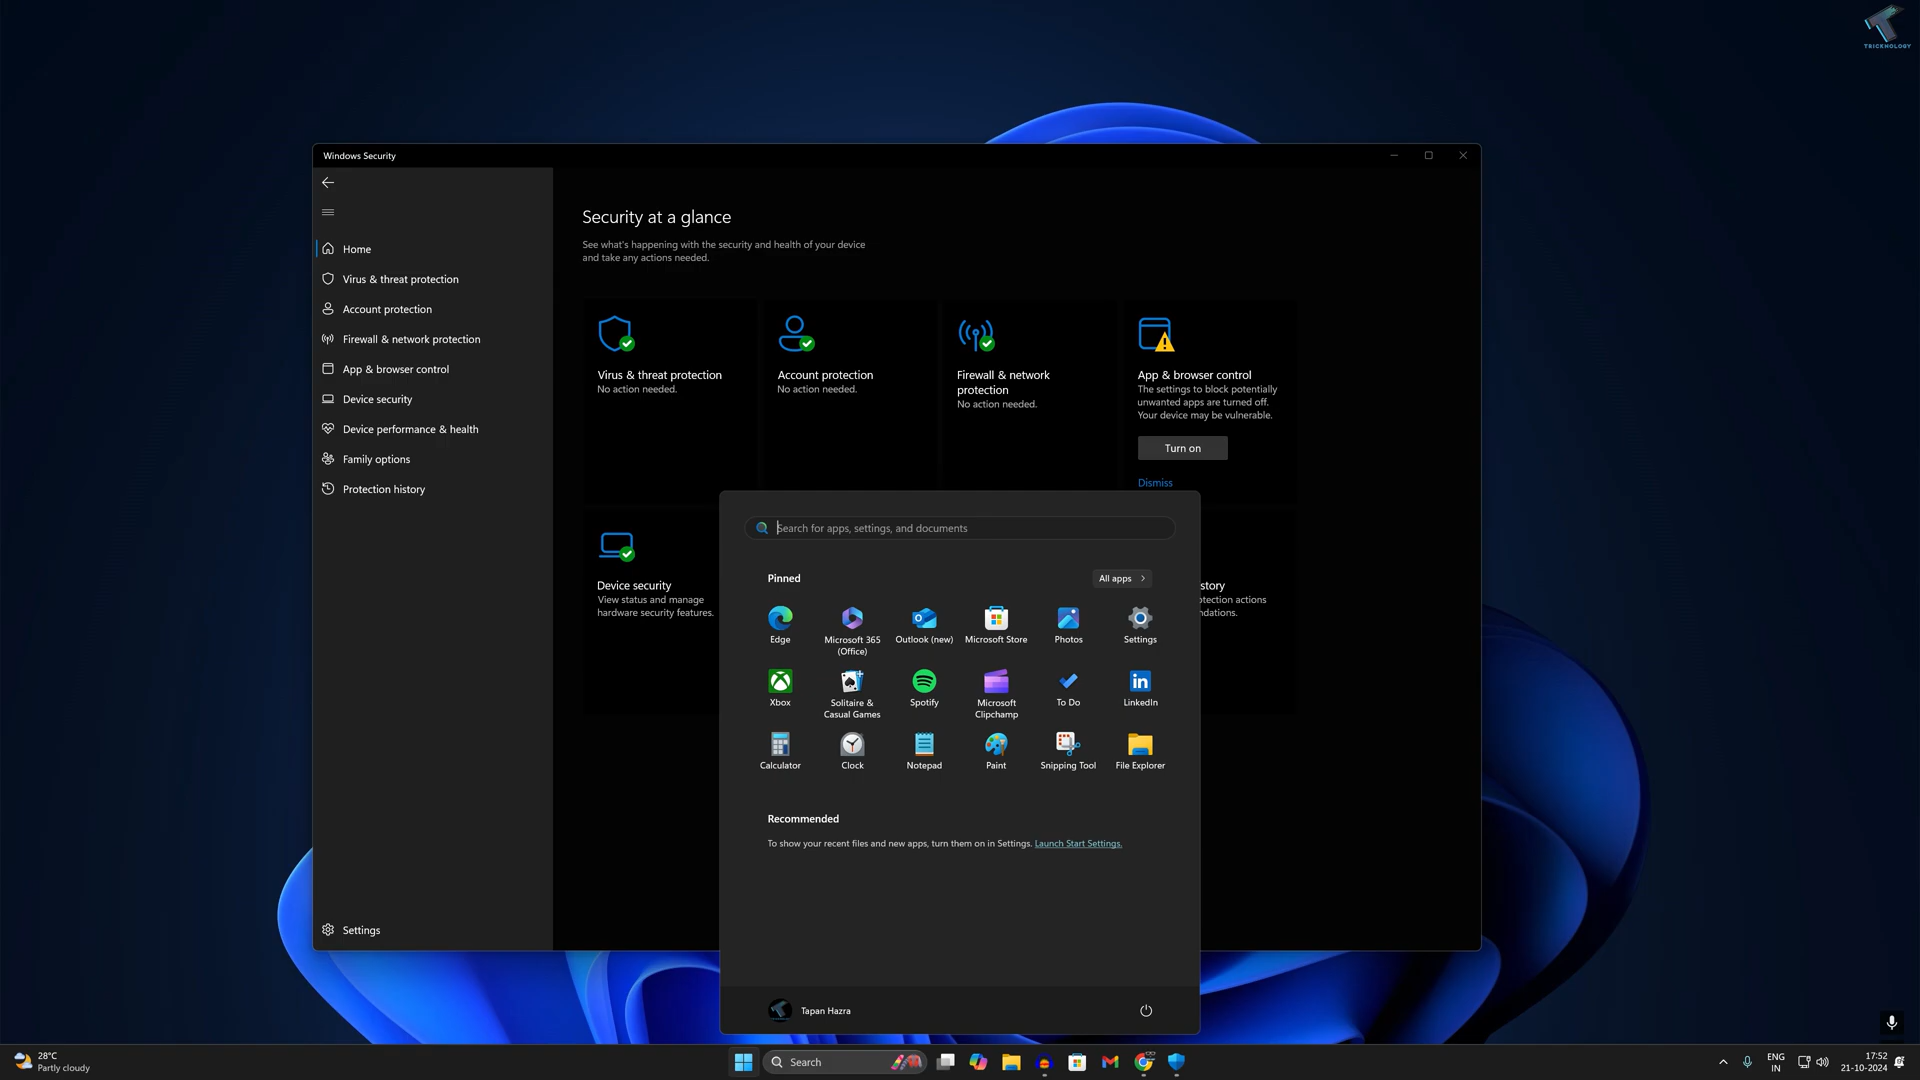 TRICKNOLOGY
Windows Security
Home
Virus & threat protection
Account protection
Firewall & network protection
App & browser control
Device security
Device performance & health
Family options
Protection history
Settings
Security at a glance
See what's happening with the security and health of your device
and take any actions needed.
Virus & threat protection
No action needed.
Account protection
No action needed.
Firewall & network
protection
No action needed.
App & browser control
The settings to block potentially
unwanted apps are turned off.
Your device may be vulnerable.
Turn on
Dismiss
Device security
View status and manage
hardware security features.
story
otection actions
ndations.
Search for apps, settings, and documents
Pinned
All apps
Edge
Microsoft 365
(Office)
Outlook (new)
Microsoft Store
Photos
Settings
Xbox
Solitaire &
Casual Games
Spotify
Microsoft
Clipchamp
To Do
LinkedIn
Calculator
Clock
Notepad
Paint
Snipping Tool
File Explorer
Recommended
To show your recent files and new apps, turn them on in Settings. Launch Start Settings.
Tapan Hazra
28°C
Partly cloudy
Search
ENG
IN
17:52
21-10-2024